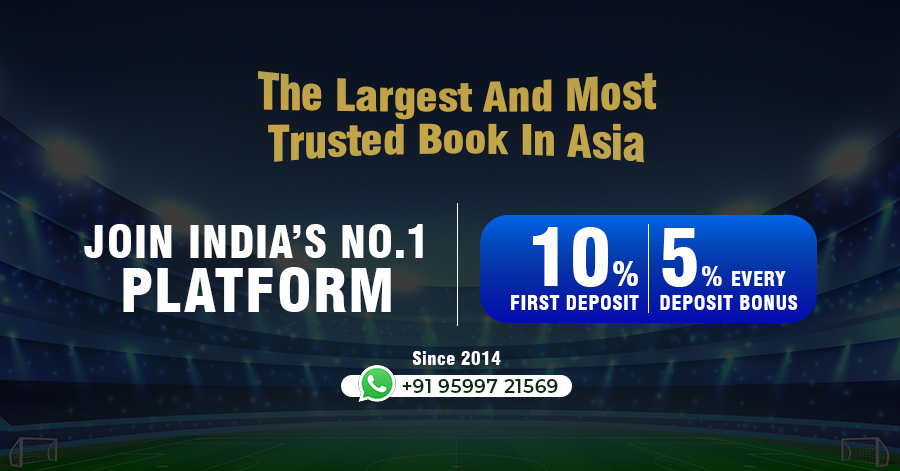 The Largest And Most
Trusted Book In Asia
JOIN INDIA'S NO.1
PLATFORM
10% FIRST DEPOSIT
5% EVERY DEPOSIT BONUS
Since 2014
+91 95997 21569